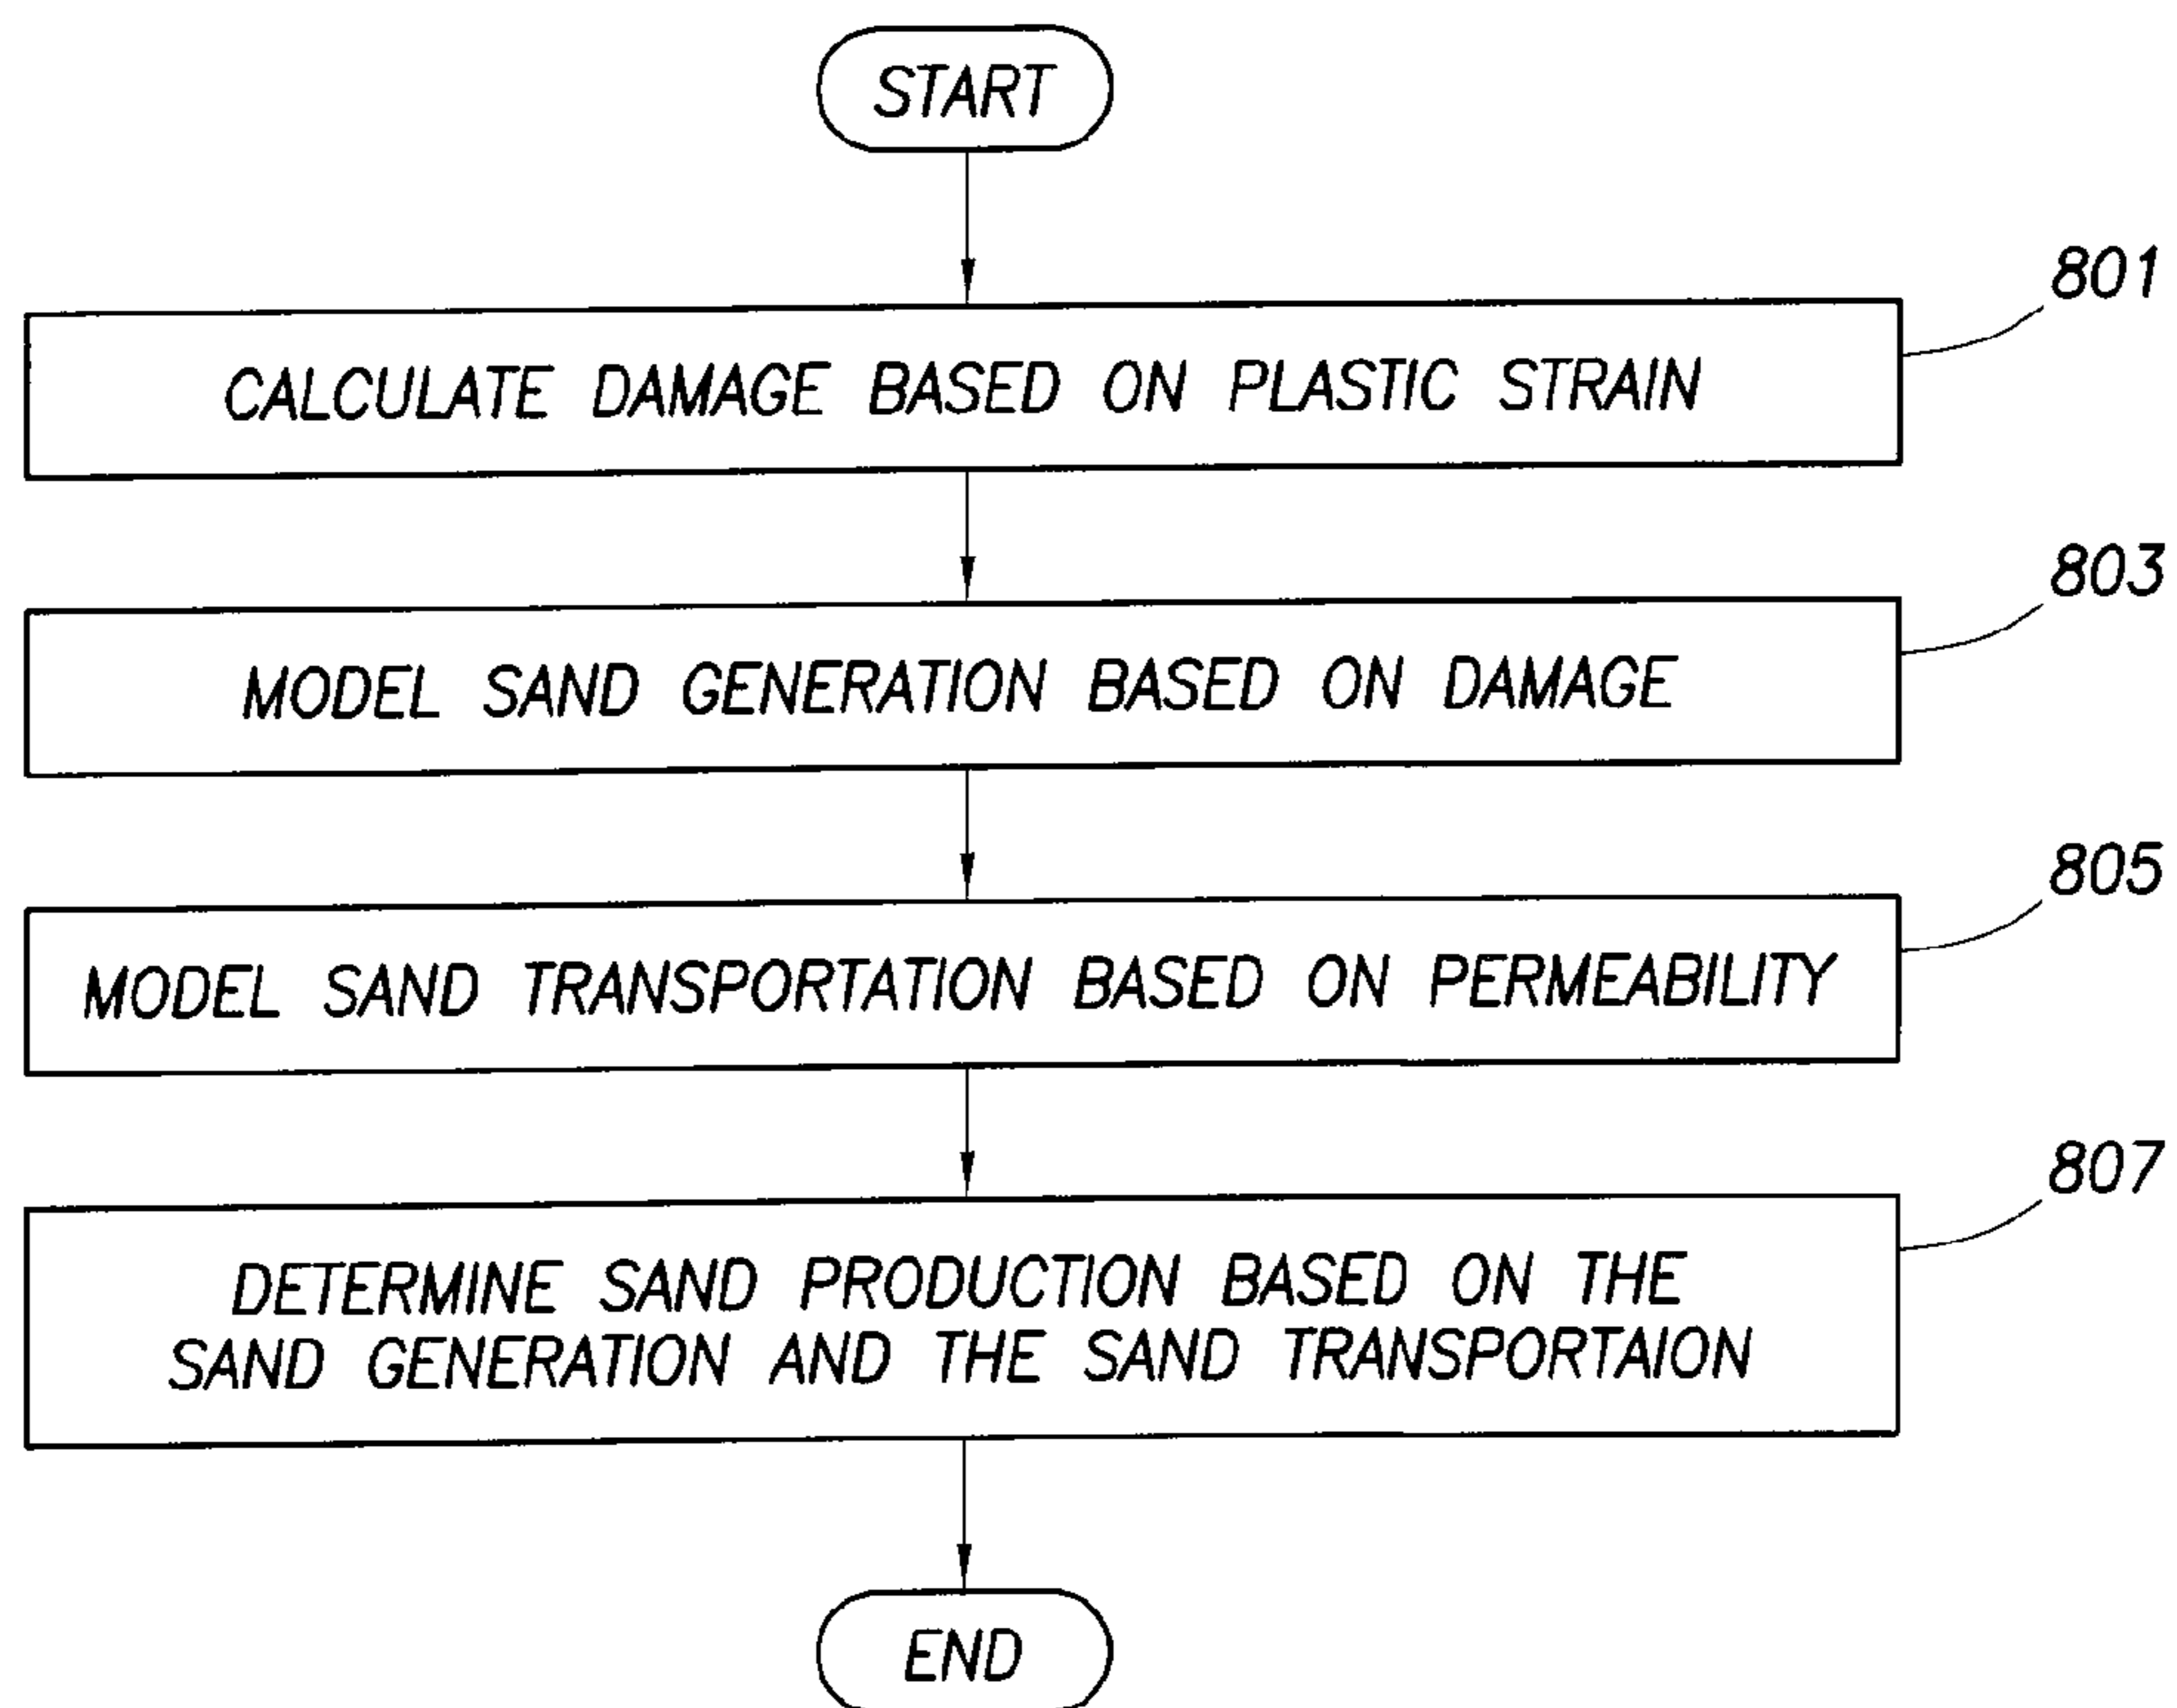 START
801
CALCULATE DAMAGE BASED ON PLASTIC STRAIN
803
MODEL SAND GENERATION BASED ON DAMAGE
805
MODEL SAND TRANSPORTATION BASED ON PERMEABILITY
807
DETERMINE SAND PRODUCTION BASED ON THE
SAND GENERATION AND THE SAND TRANSPORTAION
END